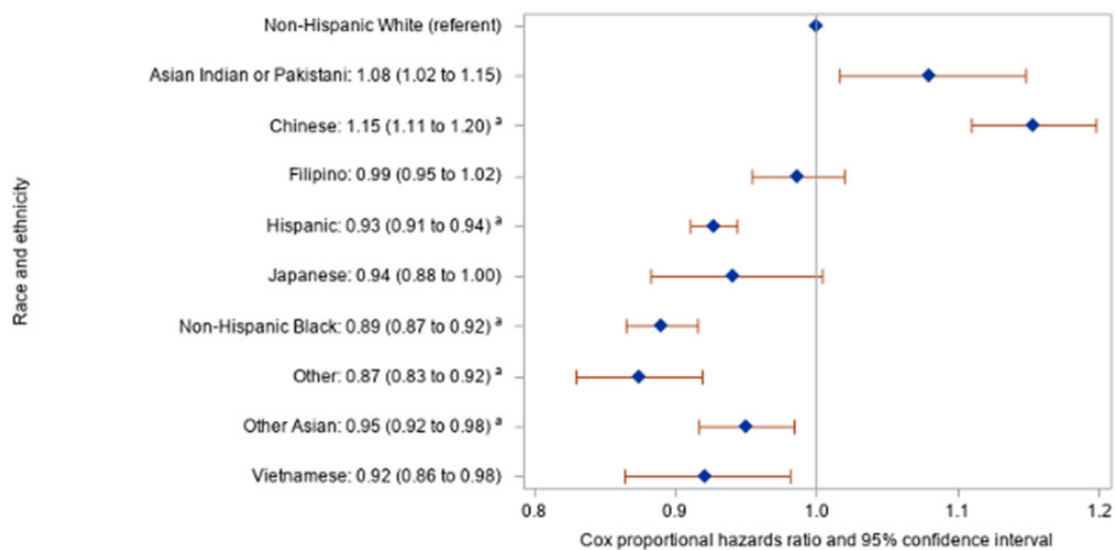 Non-Hispanic White (referent)
Asian Indian or Pakistani: 1.08 (1.02 to 1.15)
Chinese: 1.15 (1.11 to 1.20) ª
Filipino: 0.99 (0.95 to 1.02)
Hispanic: 0.93 (0.91 to 0.94) ª
Japanese: 0.94 (0.88 to 1.00)
Non-Hispanic Black: 0.89 (0.87 to 0.92) ª
Other: 0.87 (0.83 to 0.92) ª
Other Asian: 0.95 (0.92 to 0.98) ª
Vietnamese: 0.92 (0.86 to 0.98)
Race and ethnicity
0.8 0.9 1.0 1.1 1.2
Cox proportional hazards ratio and 95% confidence interval